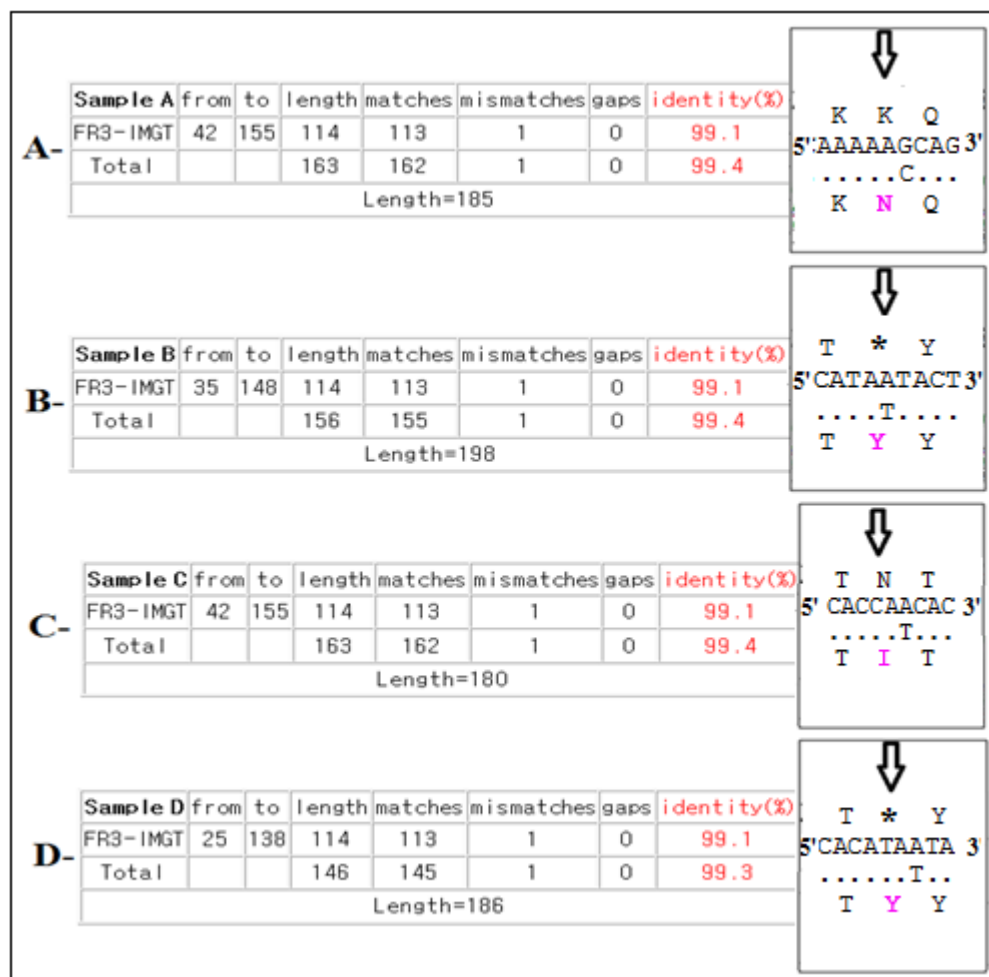 A-
Sample A from to length matches mismatches gaps identity(%)
FR3-IMGT 42 155 114 113 1 0 99.1
Total 163 162 1 0 99.4
Length=185
K K Q
5'AAAAAGCAG3'
.....C...
K N Q
B-
Sample B from to length matches mismatches gaps identity(%)
FR3-IMGT 35 148 114 113 1 0 99.1
Total 156 155 1 0 99.4
Length=198
T * Y
5'CATAATACT3'
....T....
T Y Y
C-
Sample C from to length matches mismatches gaps identity(%)
FR3-IMGT 42 155 114 113 1 0 99.1
Total 163 162 1 0 99.4
Length=180
T N T
5' CACCAACAC 3'
.....T...
T I T
D-
Sample D from to length matches mismatches gaps identity(%)
FR3-IMGT 25 138 114 113 1 0 99.1
Total 146 145 1 0 99.3
Length=186
T * Y
5'CACATAATA 3'
......T..
T Y Y